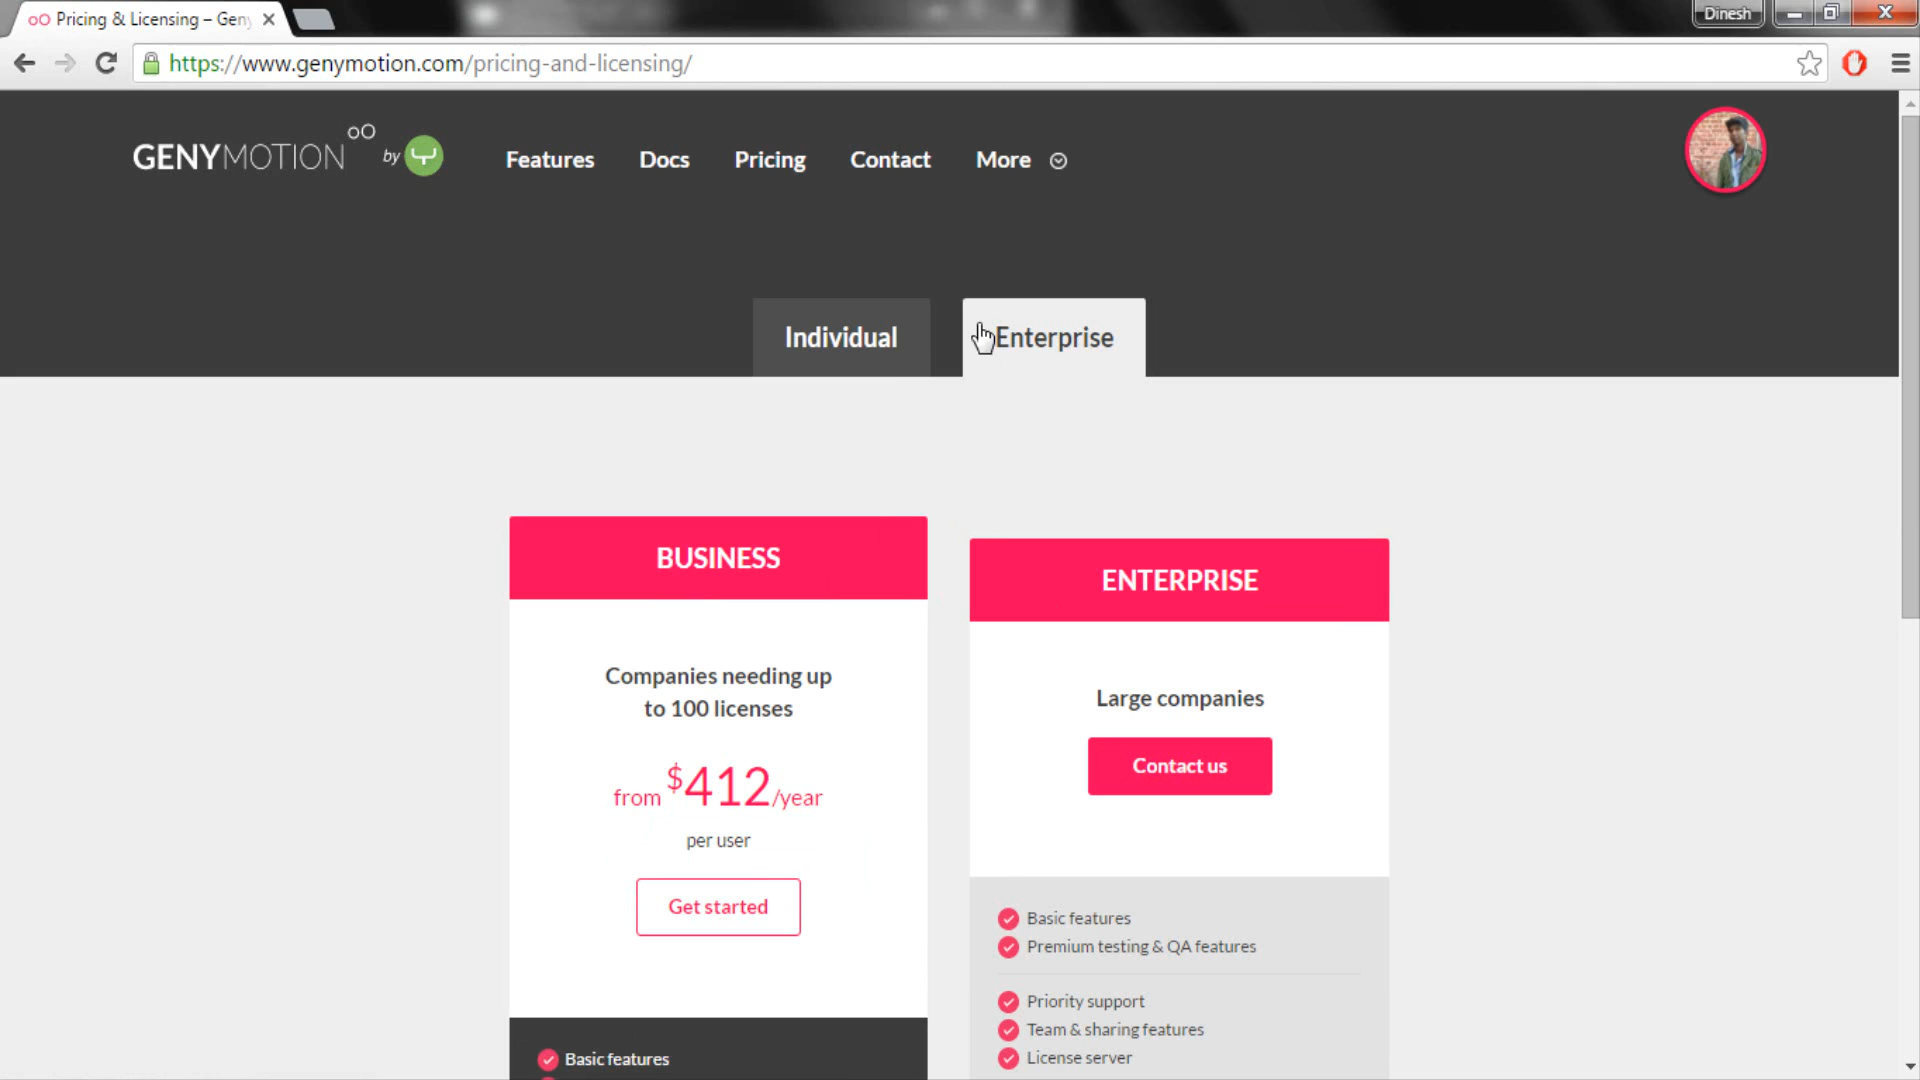 Pricing & Licensing – Geny
Dinesh
https://www.genymotion.com/pricing-and-licensing/
GENYMOTION oO by
Features
Docs
Pricing
Contact
More
Individual
Enterprise
BUSINESS
Companies needing up
to 100 licenses
from $412/year
per user
Get started
Basic features
ENTERPRISE
Large companies
Contact us
Basic features
Premium testing & QA features
Priority support
Team & sharing features
License server